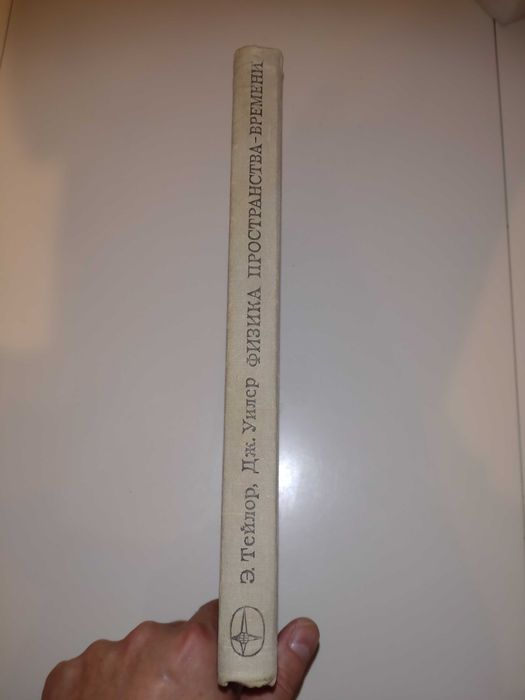 Э. Тейлор, Дж. Уилер ФИЗИКА ПРОСТРАНСТВА-ВРЕМЕНИ